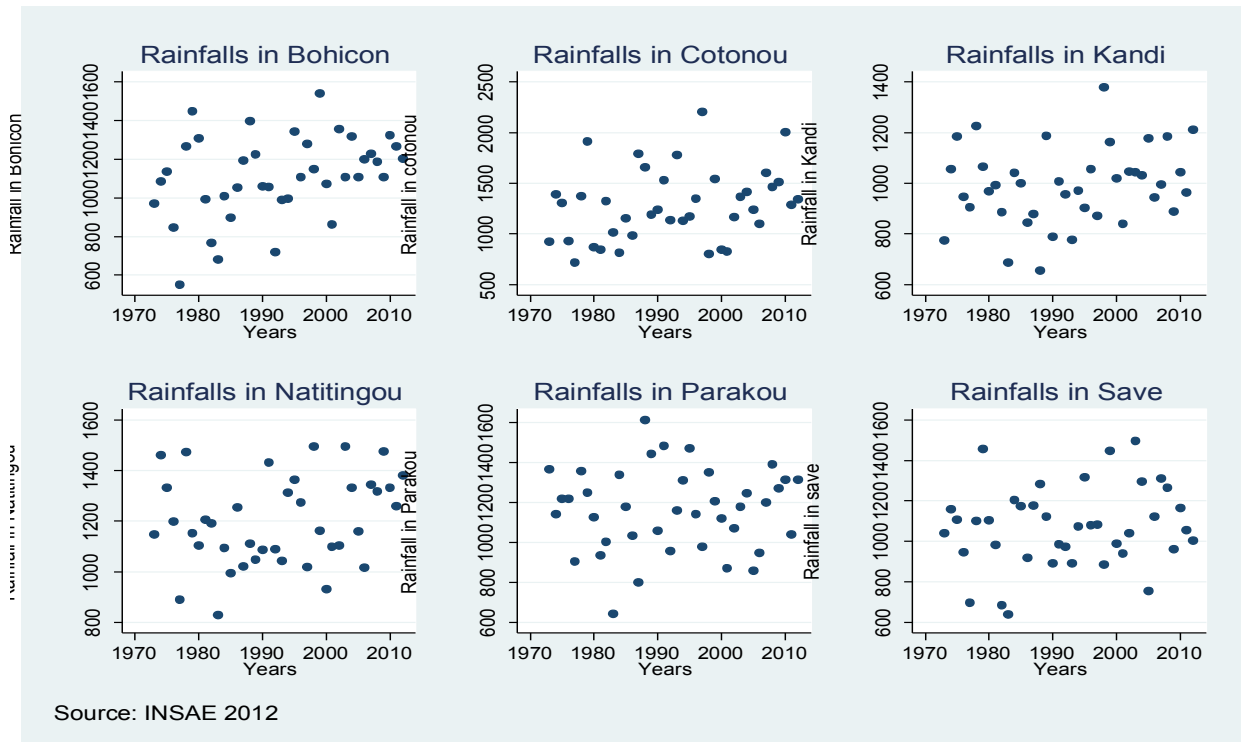 Rainfalls in Bohicon
Rainfall in Bohicon
600 800 1000 1200 1400 1600
1970 1980 1990 2000 2010
Years
Rainfalls in Cotonou
Rainfall in cotonou
500 1000 1500 2000 2500
1970 1980 1990 2000 2010
Years
Rainfalls in Kandi
Rainfall in Kandi
600 800 1000 1200 1400
1970 1980 1990 2000 2010
Years
Rainfalls in Natitingou
Rainfall in Natitingou
800 1000 1200 1400 1600
1970 1980 1990 2000 2010
Years
Rainfalls in Parakou
Rainfall in Parakou
600 800 1000 1200 1400 1600
1970 1980 1990 2000 2010
Years
Rainfalls in Save
Rainfall in save
600 800 1000 1200 1400 1600
1970 1980 1990 2000 2010
Years
Source: INSAE 2012